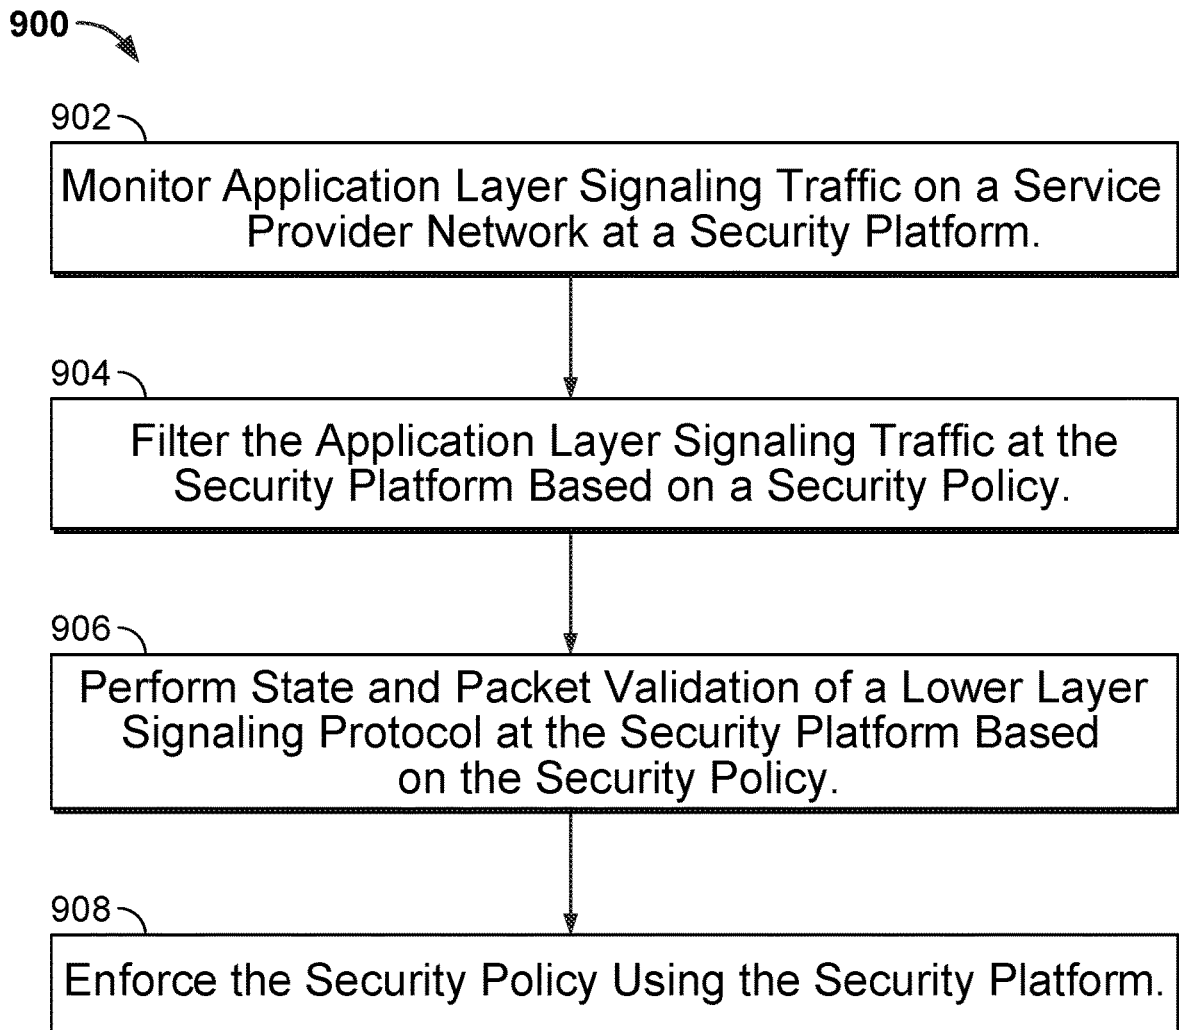 900
902
Monitor Application Layer Signaling Traffic on a Service
Provider Network at a Security Platform.
904
Filter the Application Layer Signaling Traffic at the
Security Platform Based on a Security Policy.
906
Perform State and Packet Validation of a Lower Layer
Signaling Protocol at the Security Platform Based
on the Security Policy.
908
Enforce the Security Policy Using the Security Platform.